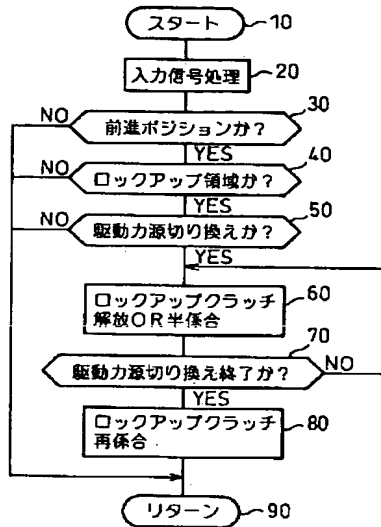 スタート
10
入力信号処理
20
30
NO
前進ポジションか?
YES
40
NO
ロックアップ領域か?
YES
50
NO
駆動力源切り換えか?
YES
60
ロックアップクラッチ
解放OR半係合
70
駆動力源切り換え終了か?
NO
YES
80
ロックアップクラッチ
再係合
リターン
90